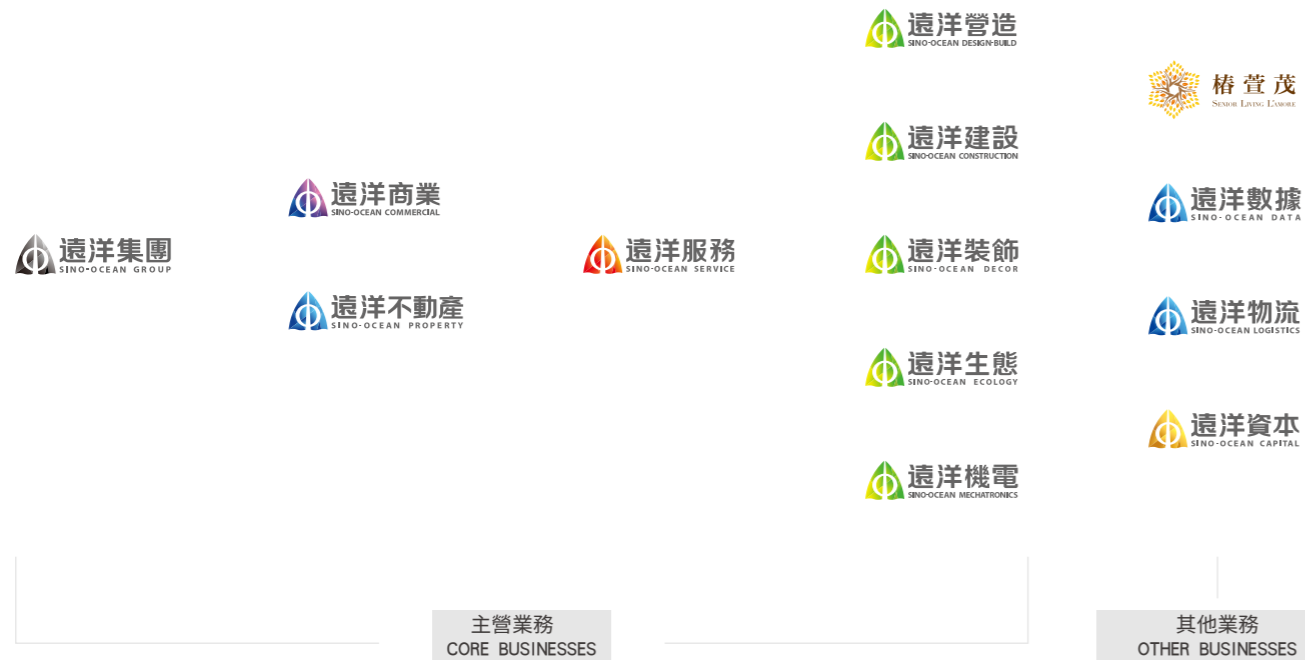 遠洋集團
SINO-OCEAN GROUP
遠洋商業
SINO-OCEAN COMMERCIAL
遠洋不動產
SINO-OCEAN PROPERTY
遠洋服務
SINO-OCEAN SERVICE
遠洋營造
SINO-OCEAN DESIGN-BUILD
遠洋建設
SINO-OCEAN CONSTRUCTION
遠洋裝飾
SINO-OCEAN DECOR
遠洋生態
SINO-OCEAN ECOLOGY
遠洋機電
SINO-OCEAN MECHATRONICS
椿萱茂
SENIOR LIVING L'AMORE
遠洋數據
SINO-OCEAN DATA
遠洋物流
SINO-OCEAN LOGISTICS
遠洋資本
SINO-OCEAN CAPITAL
主營業務
CORE BUSINESSES
其他業務
OTHER BUSINESSES